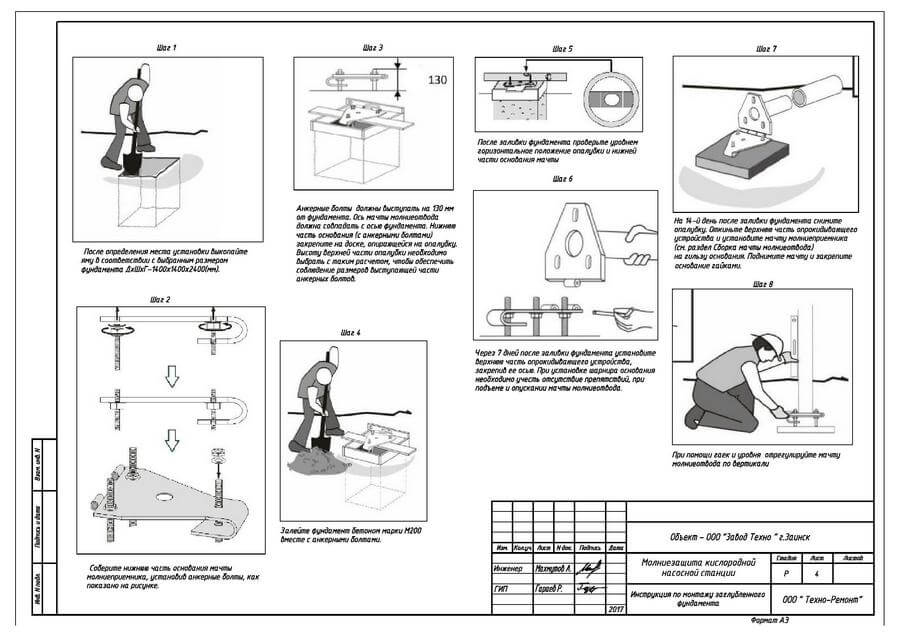 Шаг 1
После определения места установки выкопайте
яму в соответствии с выбранным размером
фундамента ДхШхГ-1400х1400х2400(мм).
Шаг 2
Соберите нижнюю часть основания мачты
молниеприемника, установив анкерные болты, как
показано на рисунке.
Шаг 3
130
Анкерные болты должны выступать на 130 мм
от фундамента. Ось мачты молниеотвода
должна совпадать с осью фундамента. Нижняя
часть основания (с анкерными болтами)
закрепите на доске, опирающейся на опалубку.
Высоту верхней части опалубки необходимо
выбрать с таким расчетом, чтобы обеспечить
соблюдение размеров выступающей части
анкерных болтов.
Шаг 4
Залейте фундамент бетоном марки М200
вместе с анкерными болтами.
Шаг 5
После заливки фундамента проверьте уровнем
горизонтальное положение опалубки и нижней
части основания мачты
Шаг 6
Через 7 дней после заливки фундамента установите
верхнюю часть опрокидывающего устройства,
закрепив ее осью. При установке шарнира основания
необходимо учесть отсутствие препятствий, при
подъеме и опускании мачты молниеотвода.
Шаг 7
На 14-й день после заливки фундамента снимите
опалубку. Откиньте верхнюю часть опрокидывающего
устройства и установите мачту молниеприемника
(см. раздел Сборка мачты молниеотвода)
на гильзу основания. Поднимите мачту и закрепите
основание гайками.
Шаг 8
При помощи гаек и уровня отрегулируйте мачту
молниеотвода по вертикали
Взам. инв. N
Подпись и дата
Инв. N подл.
Изм. Колуч. Лист N док. Подпись Дата
Инженер Махмутов А.
ГИП Гараев Р.
2017
Объект - ООО "Завод Техно" г.Заинск
Молниезащита кислородной
насосной станции
Стадия Лист Листов
Р 4
Инструкция по монтажу заглубленного
фундамента
ООО "Техно-Ремонт"
Формат А3